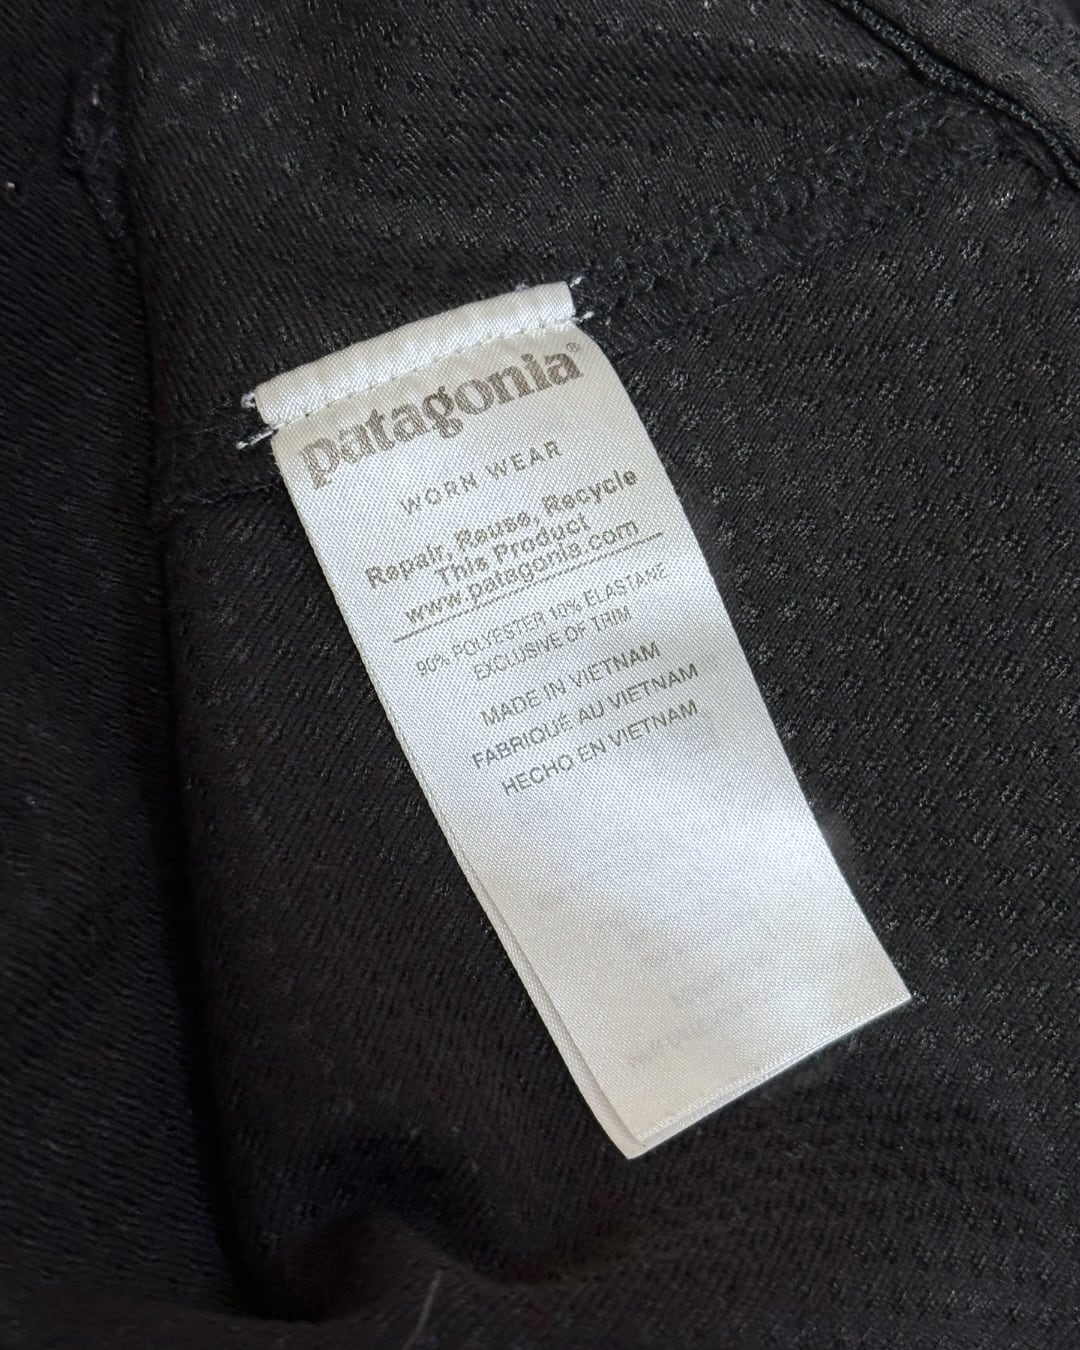 patagonia®
WORN WEAR
Repair, Reuse, Recycle
This Product
www.patagonia.com
90% POLYESTER 10% ELASTANE
EXCLUSIVE OF TRIM
MADE IN VIETNAM
FABRIQUÉ AU VIETNAM
HECHO EN VIETNAM